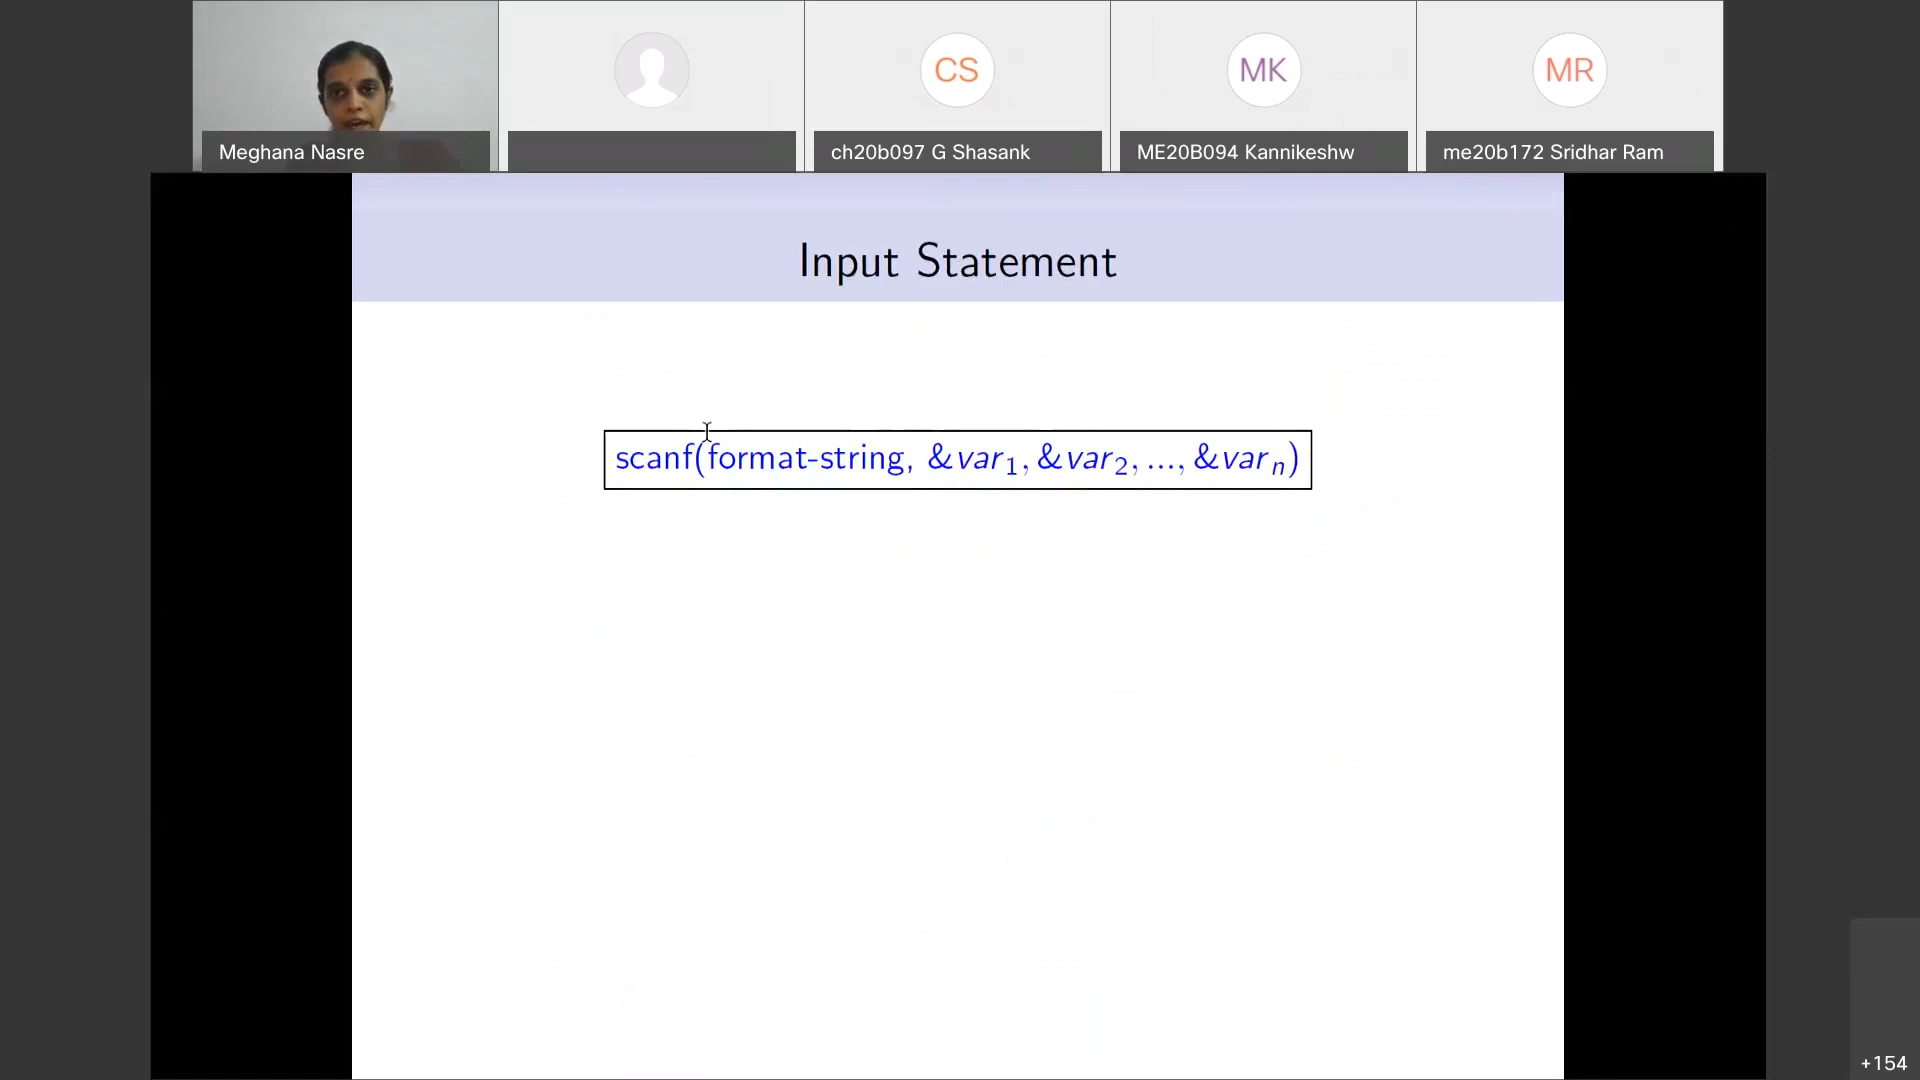 CS
MK
MR
Meghana Nasre
ch20b097 G Shasank
ME20B094 Kannikeshw
me20b172 Sridhar Ram
Input Statement
scanf(format-string, &var₁, &var₂, ..., &varₙ)
+154